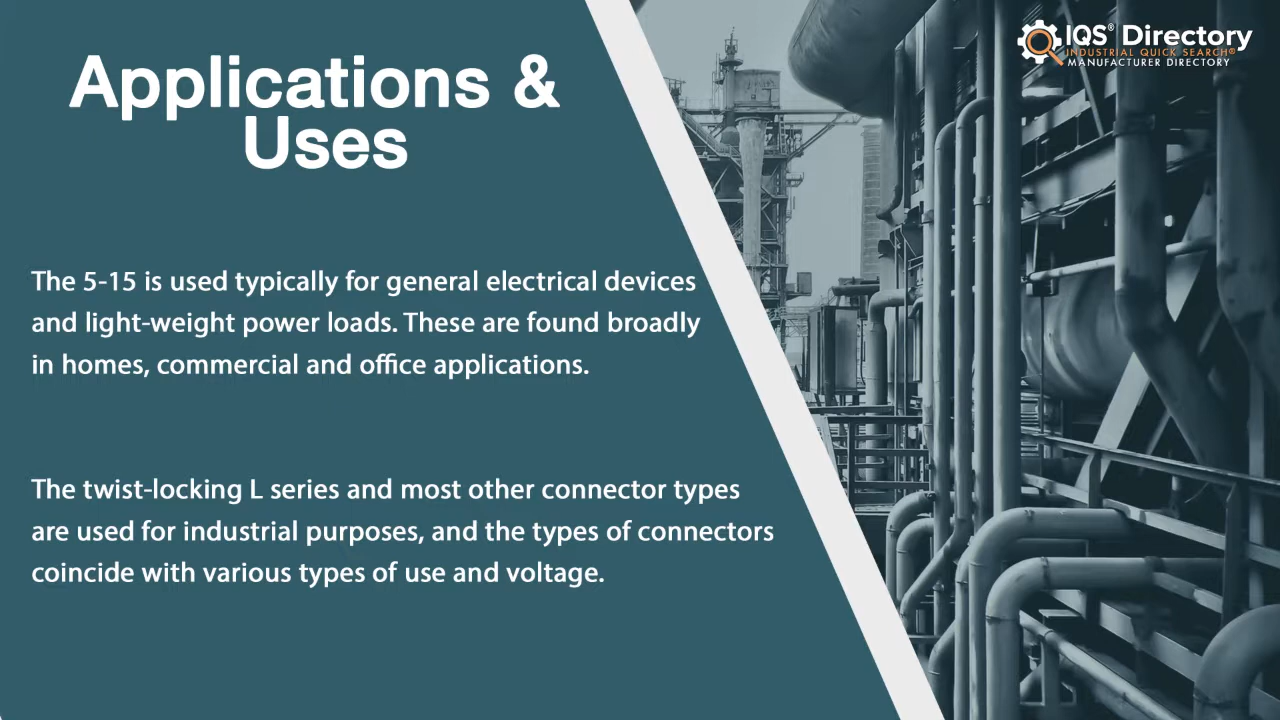 Applications &
Uses
IQS® Directory
INDUSTRIAL QUICK SEARCH®
MANUFACTURER DIRECTORY
The 5-15 is used typically for general electrical devices
and light-weight power loads. These are found broadly
in homes, commercial and office applications.
The twist-locking L series and most other connector types
are used for industrial purposes, and the types of connectors
coincide with various types of use and voltage.